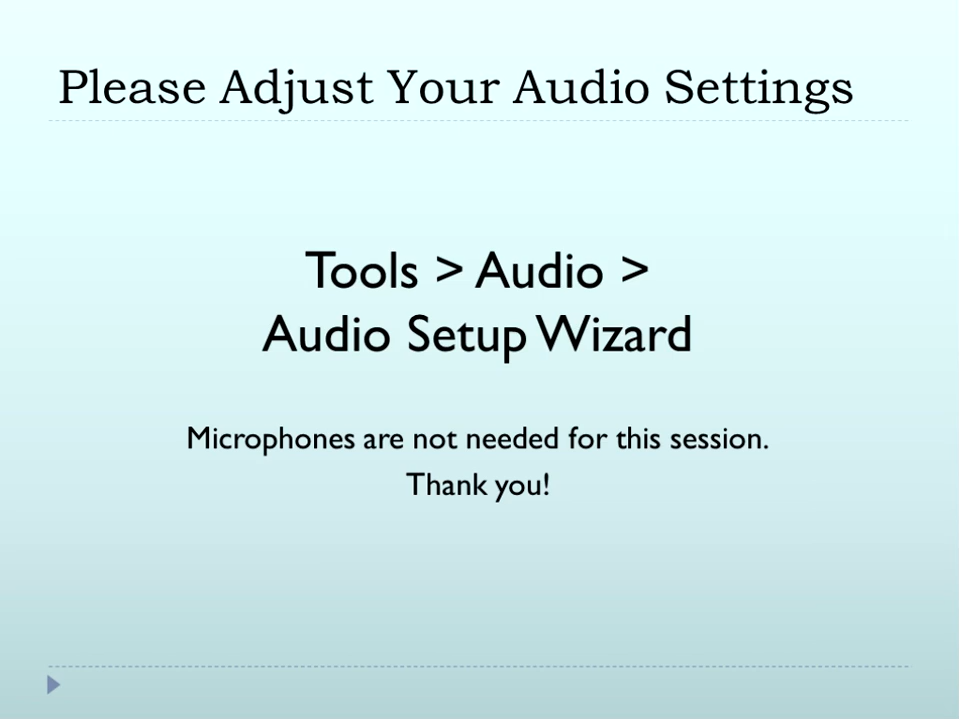 Please Adjust Your Audio Settings
Tools > Audio >
Audio Setup Wizard
Microphones are not needed for this session.
Thank you!